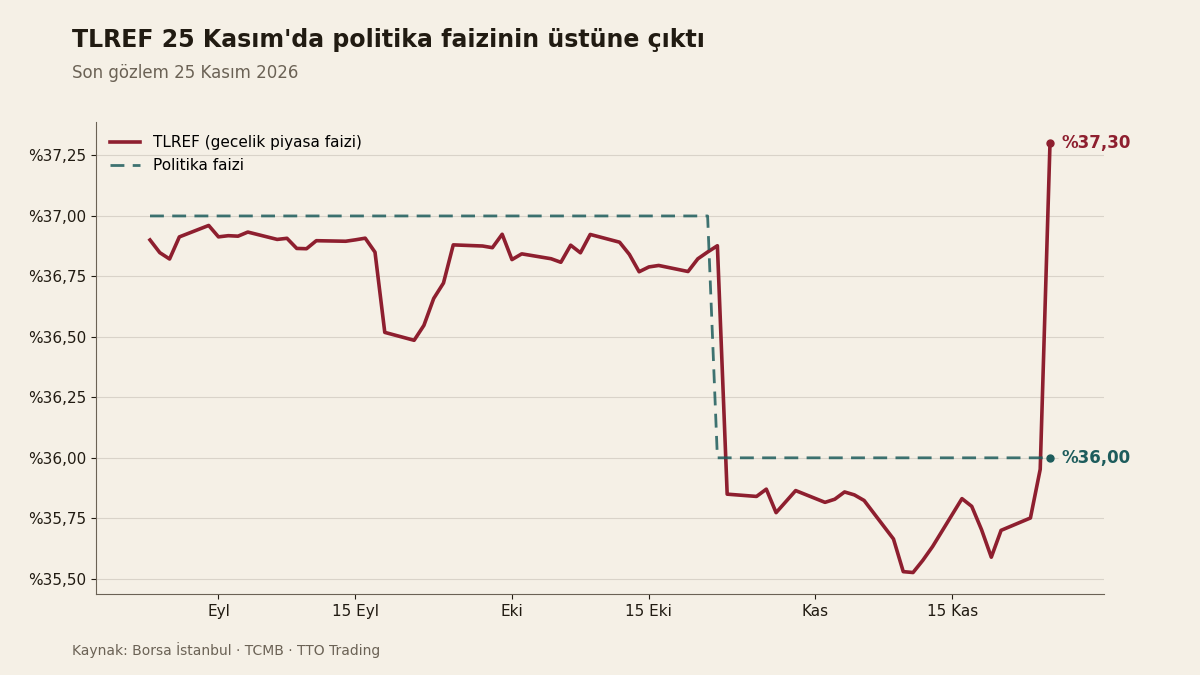 TLREF 25 Kasım'da politika faizinin üstüne çıktı
Son gözlem 25 Kasım 2026
TLREF (gecelik piyasa faizi)
Politika faizi
%37,30
%36,00
%37,25
%37,00
%36,75
%36,50
%36,25
%36,00
%35,75
%35,50
Eyl
15 Eyl
Eki
15 Eki
Kas
15 Kas
Kaynak: Borsa İstanbul · TCMB · TTO Trading